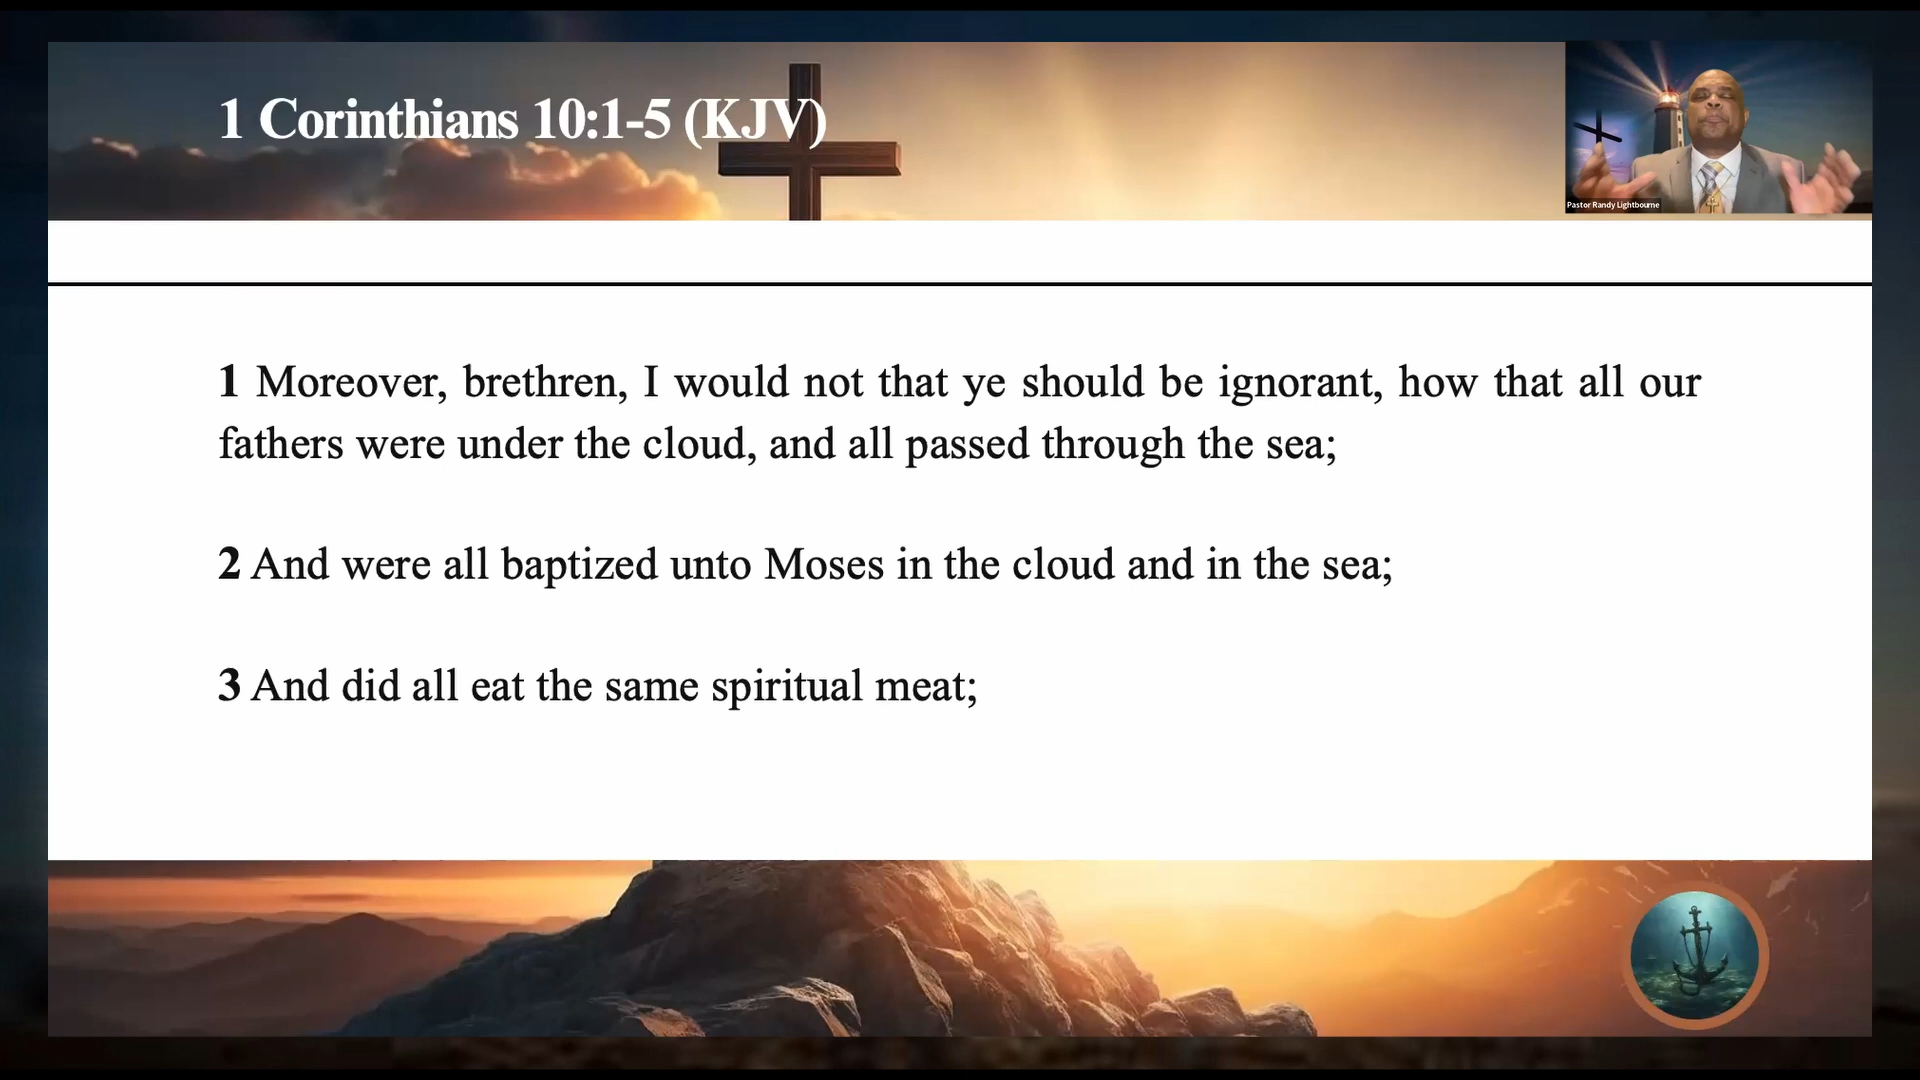 1 Corinthians 10:1-5 (KJV)
Pastor Randy Lightbourne
1 Moreover, brethren, I would not that ye should be ignorant, how that all our
fathers were under the cloud, and all passed through the sea;
2 And were all baptized unto Moses in the cloud and in the sea;
3 And did all eat the same spiritual meat;